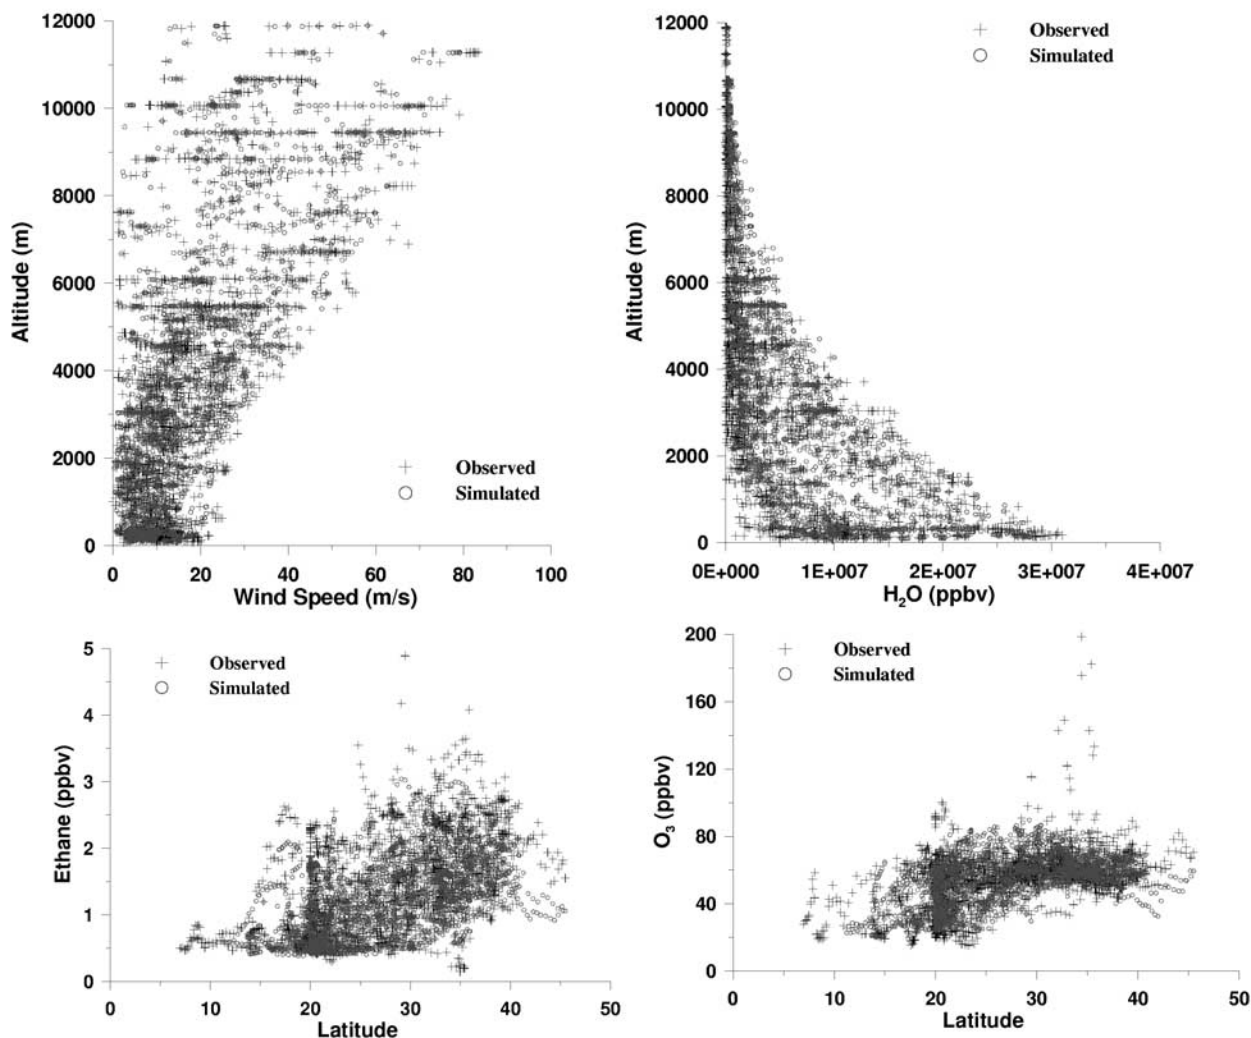 12000
10000
8000
6000
4000
2000
0
Altitude (m)
Observed
Simulated
0 20 40 60 80 100
Wind Speed (m/s)
12000
10000
8000
6000
4000
2000
0
Altitude (m)
Observed
Simulated
0E+000 1E+007 2E+007 3E+007 4E+007
H₂O (ppbv)
5
4
3
2
1
0
Ethane (ppbv)
Observed
Simulated
0 10 20 30 40 50
Latitude
200
160
120
80
40
0
O₃ (ppbv)
Observed
Simulated
0 10 20 30 40 50
Latitude